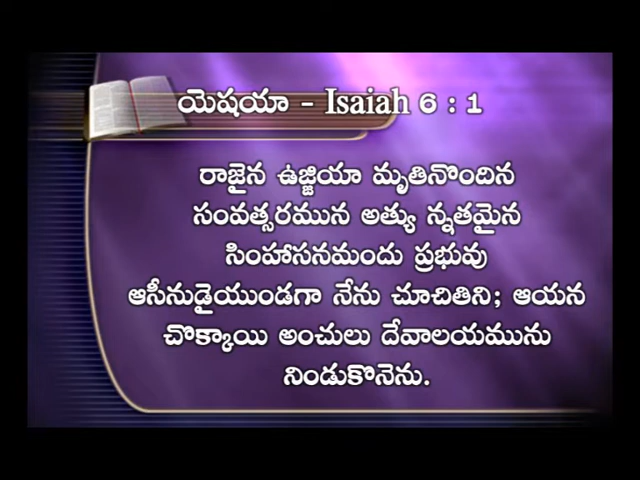 యెషయా - Isaiah 6 : 1
రాజైన ఉజ్జియా మృతినొందిన
సంవత్సరమున అత్యు న్నతమైన
సింహాసనమందు ప్రభువు
ఆసీనుడైయుండగా నేను చూచితిని; ఆయన
చొక్కాయి అంచులు దేవాలయమును
నిండుకొనెను.